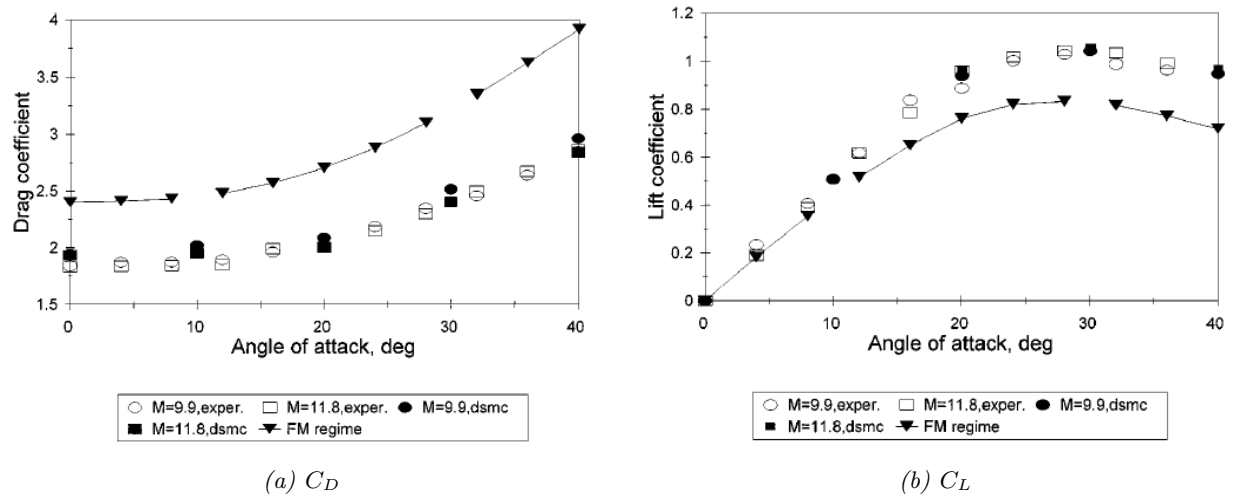 4
3.5
3
2.5
2
1.5
Drag coefficient
0 10 20 30 40
Angle of attack, deg
M=9.9,exper. M=11.8,exper. M=9.9,dsmc
M=11.8,dsmc FM regime
(a) C_D
1.2
1
0.8
0.6
0.4
0.2
0
Lift coefficient
0 10 20 30 40
Angle of attack, deg
M=9.9,exper. M=11.8,exper. M=9.9,dsmc
M=11.8,dsmc FM regime
(b) C_L